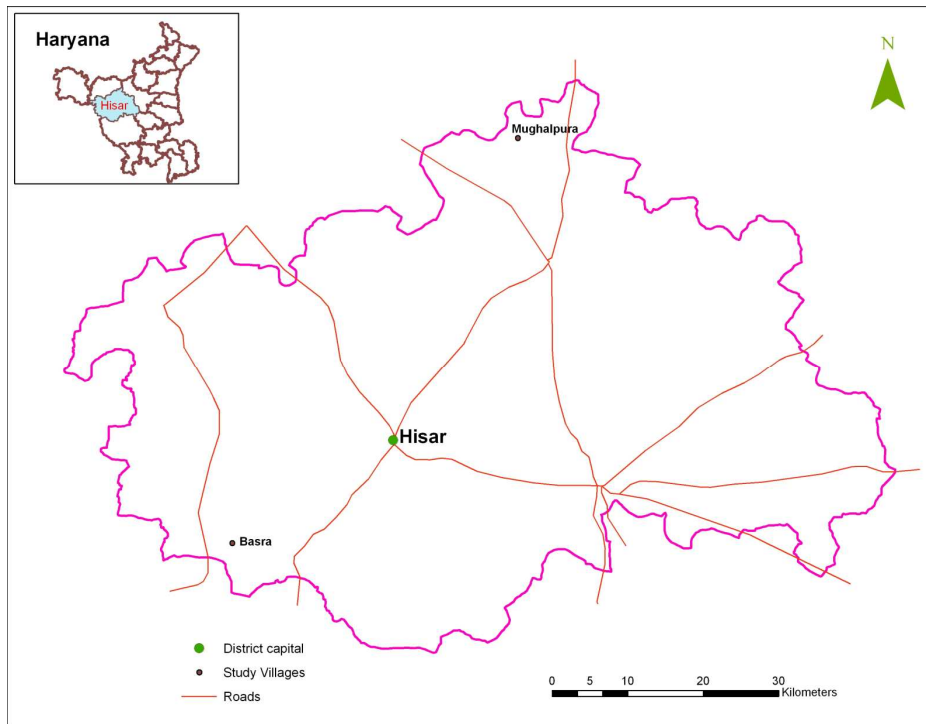 Haryana
Hisar
N
Mughalpura
Hisar
Basra
District capital
Study Villages
Roads
0 5 10 20 30
Kilometers